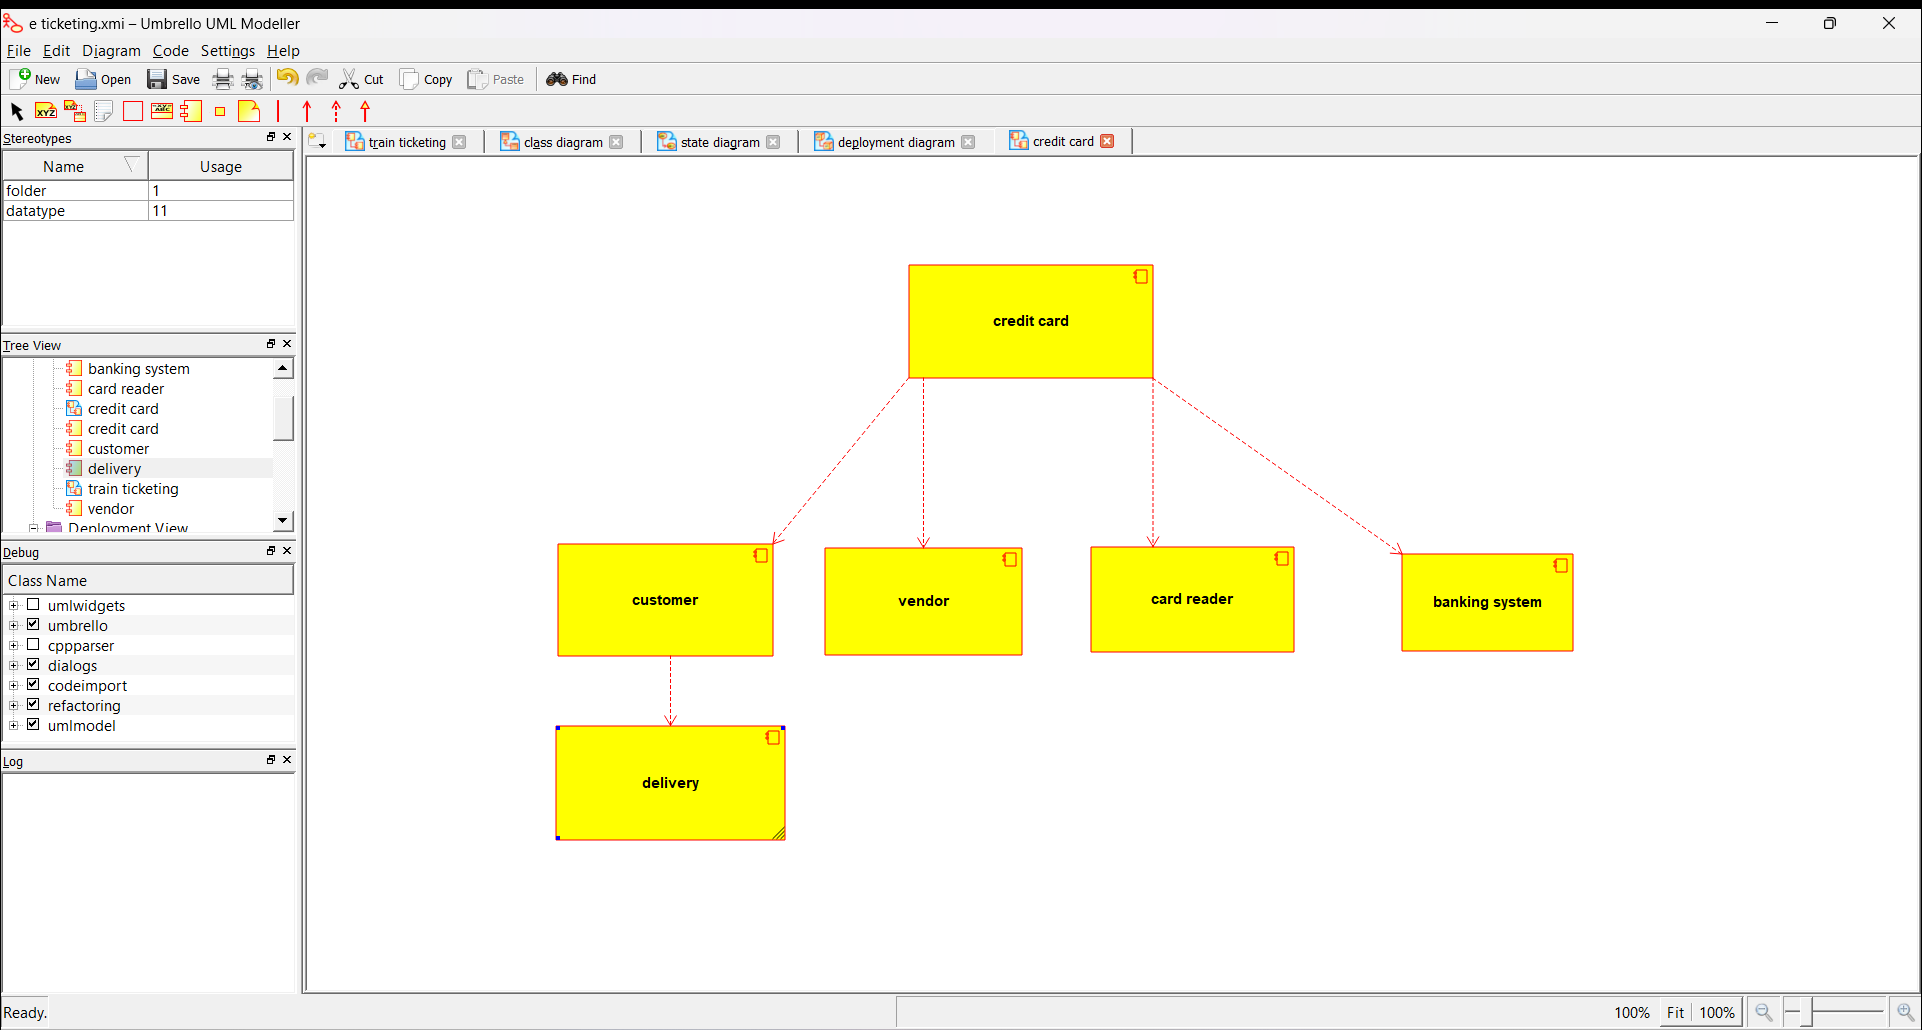 e ticketing.xmi – Umbrello UML Modeller
File Edit Diagram Code Settings Help
New Open Save Cut Copy Paste Find
XYZ
Stereotypes
train ticketing class diagram state diagram deployment diagram credit card
Name Usage
folder 1
datatype 11
credit card
Tree View
banking system
card reader
credit card
credit card
customer
delivery
train ticketing
vendor
Deployment View
customer
vendor
card reader
banking system
Debug
Class Name
umlwidgets
umbrello
cppparser
dialogs
codeimport
refactoring
umlmodel
delivery
Log
Ready.
100% Fit 100%